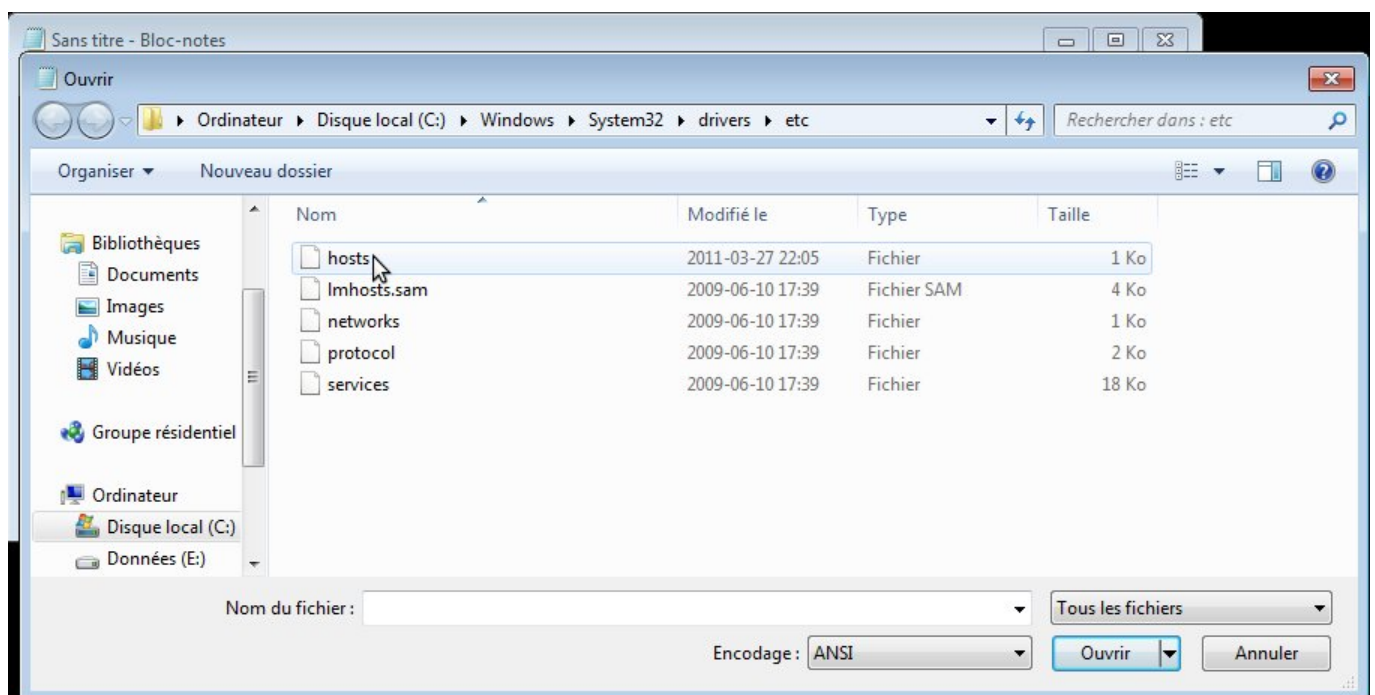 Sans titre - Bloc-notes
Ouvrir
Ordinateur Disque local (C:) Windows System32 drivers etc Rechercher dans : etc
Organiser Nouveau dossier
Nom Modifié le Type Taille
Bibliothèques
Documents
Images
Musique
Vidéos
Groupe résidentiel
Ordinateur
Disque local (C:)
Données (E:)
hosts 2011-03-27 22:05 Fichier 1 Ko
lmhosts.sam 2009-06-10 17:39 Fichier SAM 4 Ko
networks 2009-06-10 17:39 Fichier 1 Ko
protocol 2009-06-10 17:39 Fichier 2 Ko
services 2009-06-10 17:39 Fichier 18 Ko
Nom du fichier : Tous les fichiers
Encodage : ANSI Ouvrir Annuler